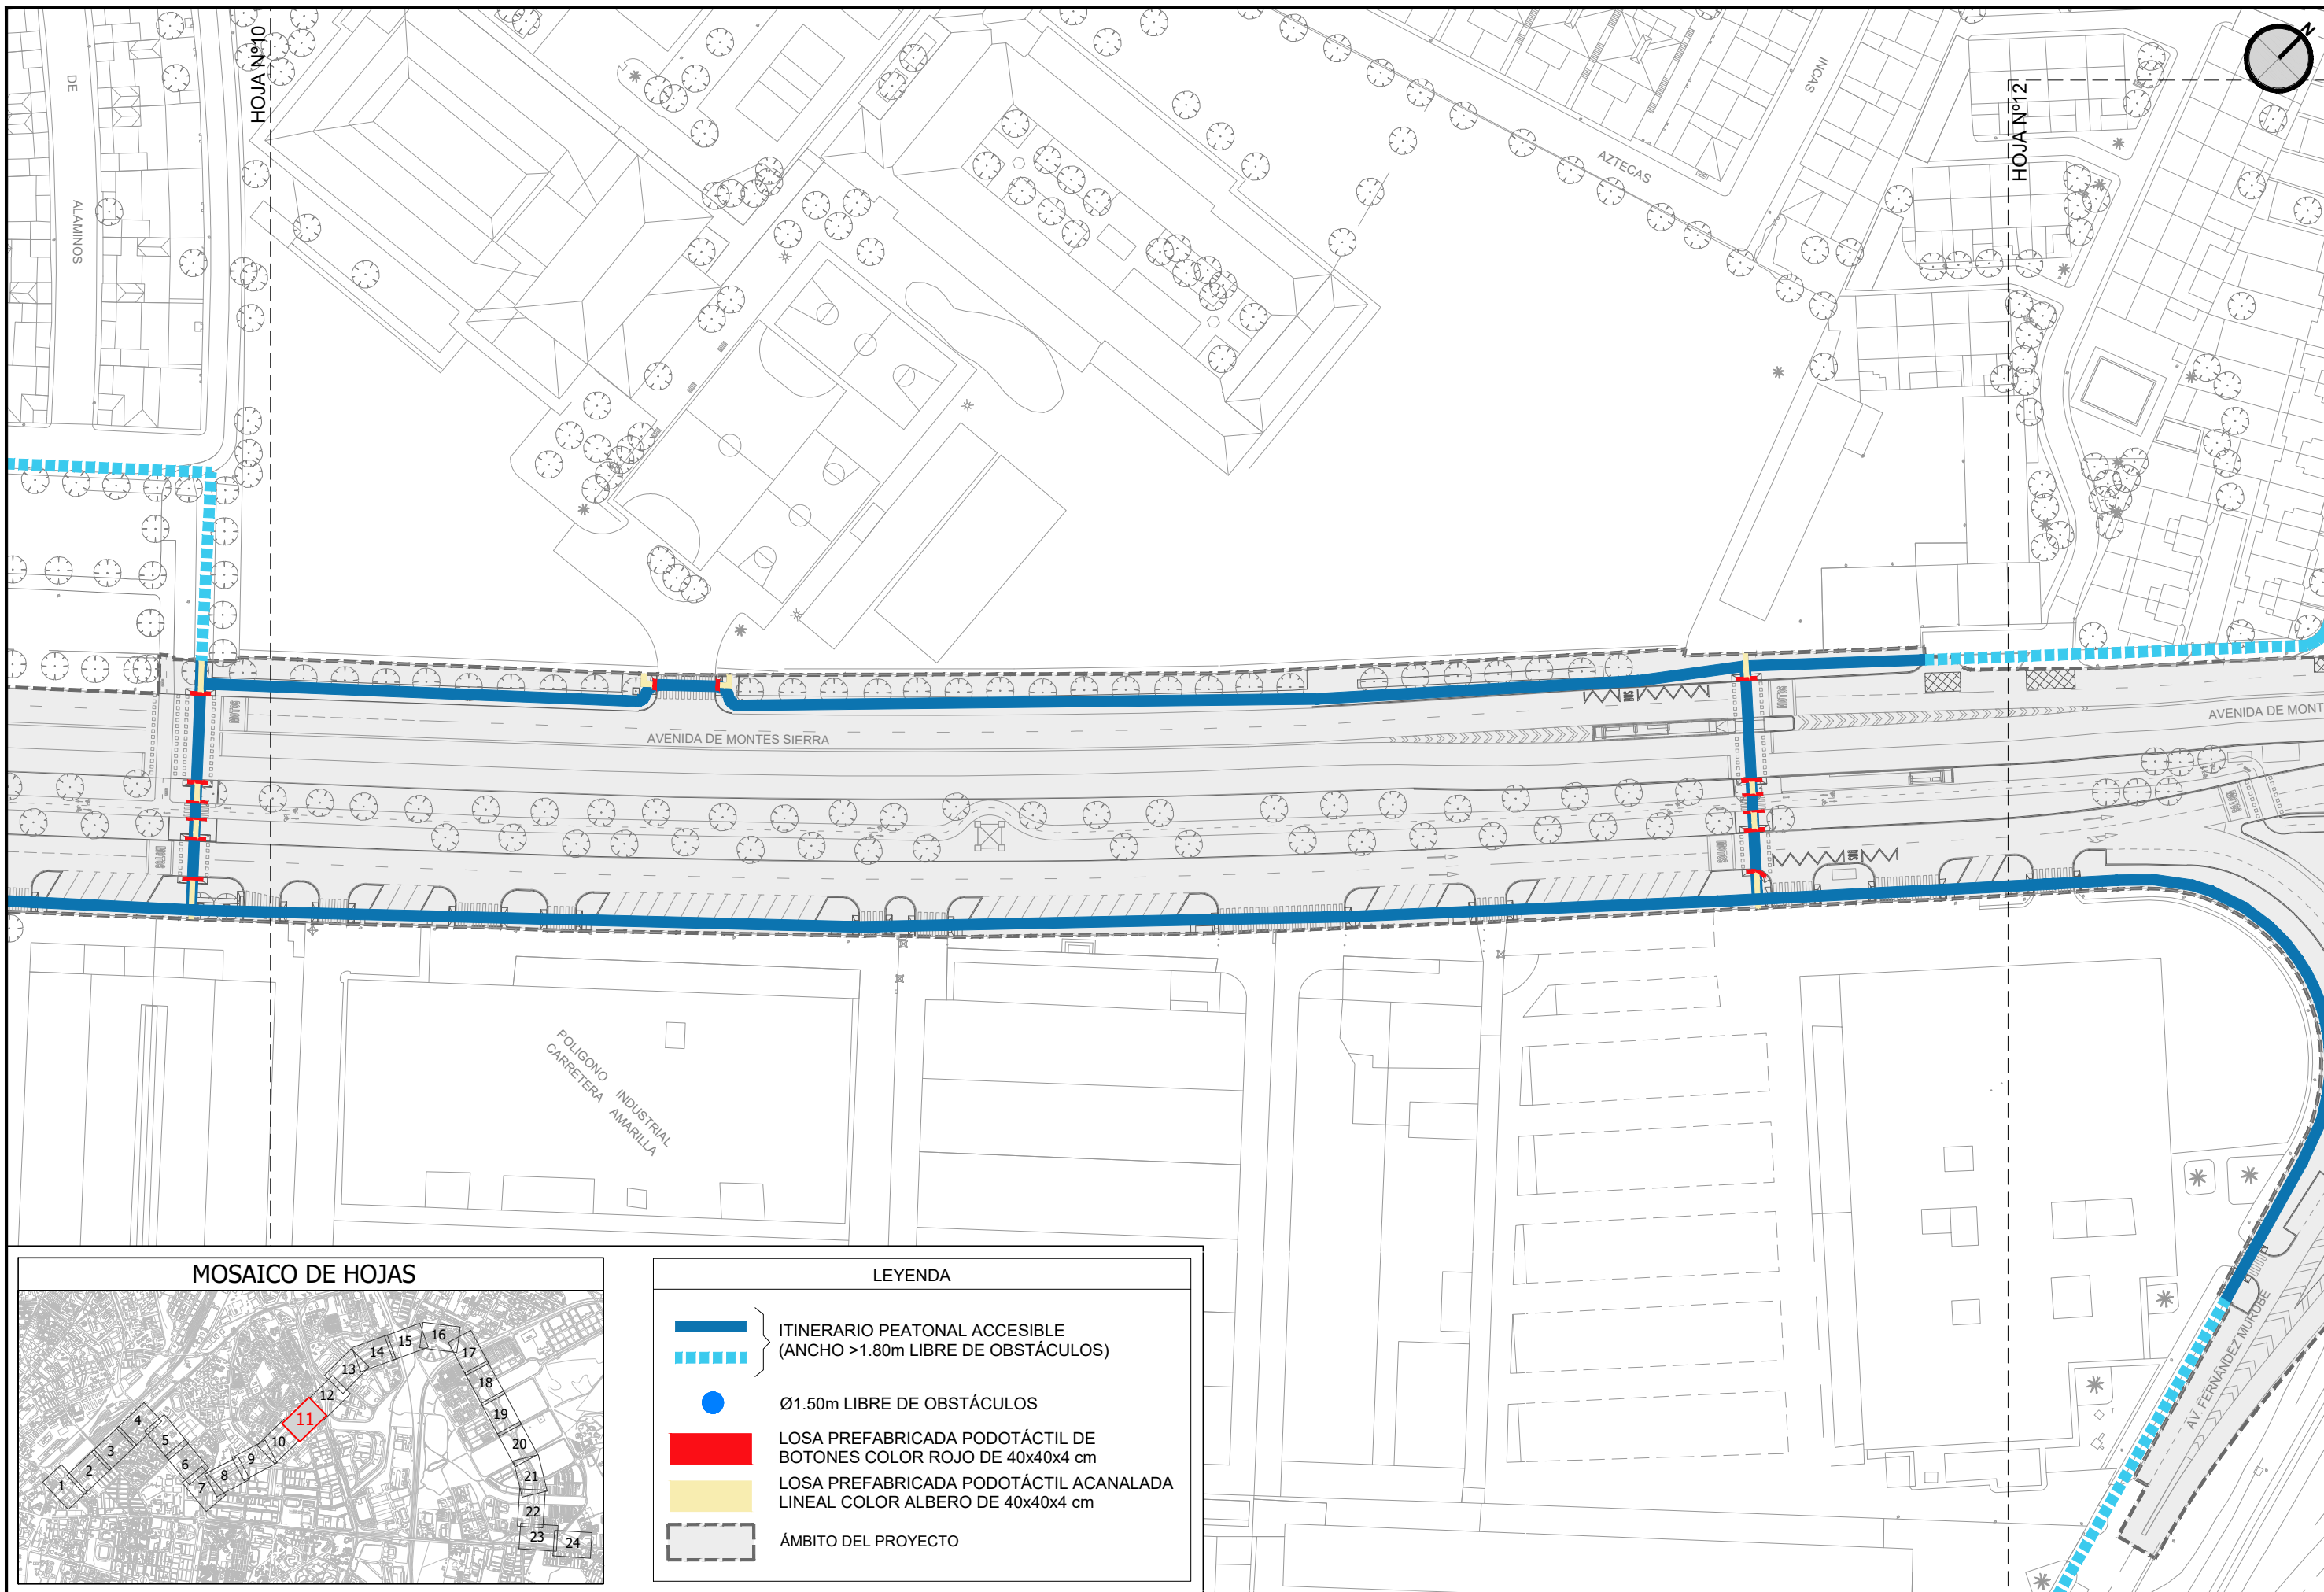 HOJA Nº10
N
DE
ALAMINOS
INCAS
AZTECAS
HOJA Nº12
AVENIDA DE MONTES SIERRA
AVENIDA DE MONT
BUS
BUS
POLIGONO INDUSTRIAL
CARRETERA AMARILLA
AV. FERNÁNDEZ MURUBE
MOSAICO DE HOJAS
1
2
3
4
5
6
7
8
9
10
11
12
13
14
15
16
17
18
19
20
21
22
23
24
LEYENDA
ITINERARIO PEATONAL ACCESIBLE
(ANCHO >1.80m LIBRE DE OBSTÁCULOS)
Ø1.50m LIBRE DE OBSTÁCULOS
LOSA PREFABRICADA PODOTÁCTIL DE
BOTONES COLOR ROJO DE 40x40x4 cm
LOSA PREFABRICADA PODOTÁCTIL ACANALADA
LINEAL COLOR ALBERO DE 40x40x4 cm
ÁMBITO DEL PROYECTO